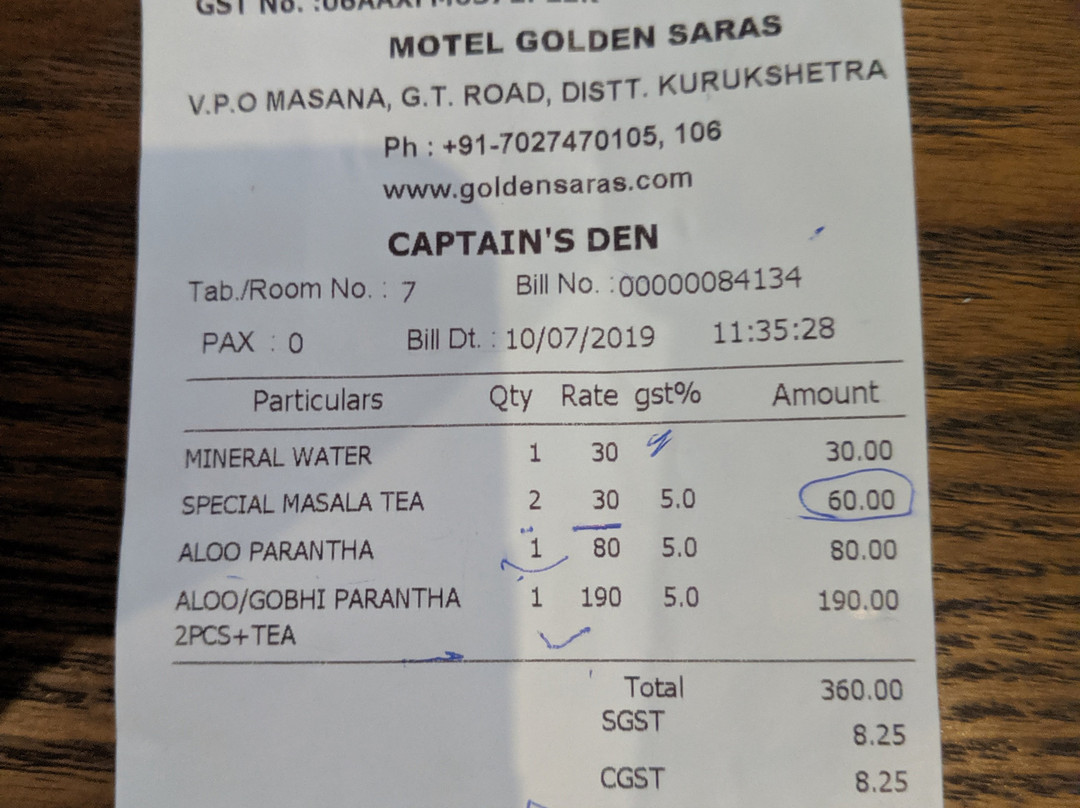 GST No. :
MOTEL GOLDEN SARAS
V.P.O MASANA, G.T. ROAD, DISTT. KURUKSHETRA
Ph : +91-7027470105, 106
www.goldensaras.com
CAPTAIN'S DEN
Tab./Room No. : 7 Bill No. :00000084134
PAX : 0 Bill Dt. : 10/07/2019 11:35:28
Particulars Qty Rate gst% Amount
MINERAL WATER 1 30 30.00
SPECIAL MASALA TEA 2 30 5.0 60.00
ALOO PARANTHA 1 80 5.0 80.00
ALOO/GOBHI PARANTHA 1 190 5.0 190.00
2PCS+TEA
Total 360.00
SGST 8.25
CGST 8.25